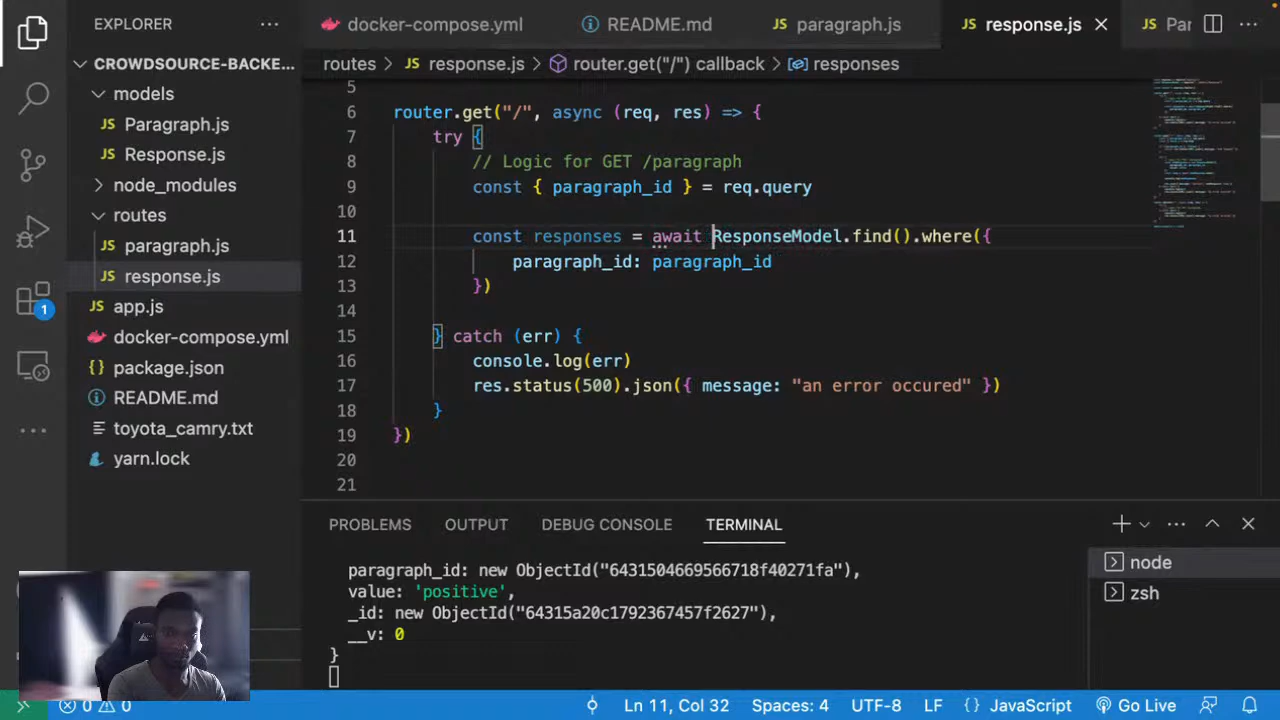 EXPLORER
docker-compose.yml
README.md
paragraph.js
response.js
Par
CROWDSOURCE-BACKE...
routes
response.js
router.get("/") callback
responses
models
Paragraph.js
Response.js
node_modules
routes
paragraph.js
response.js
app.js
docker-compose.yml
package.json
README.md
toyota_camry.txt
yarn.lock
1
5
6 router.get("/", async (req, res) => {
7 try {
8 // Logic for GET /paragraph
9 const { paragraph_id } = req.query
10
11 const responses = await ResponseModel.find().where({
12 paragraph_id: paragraph_id
13 })
14
15 } catch (err) {
16 console.log(err)
17 res.status(500).json({ message: "an error occured" })
18 }
19 })
20
21
PROBLEMS OUTPUT DEBUG CONSOLE TERMINAL
paragraph_id: new ObjectId("6431504669566718f40271fa"),
value: 'positive',
_id: new ObjectId("64315a20c1792367457f2627"),
__v: 0
}
node
zsh
0 0 Ln 11, Col 32 Spaces: 4 UTF-8 LF {} JavaScript Go Live